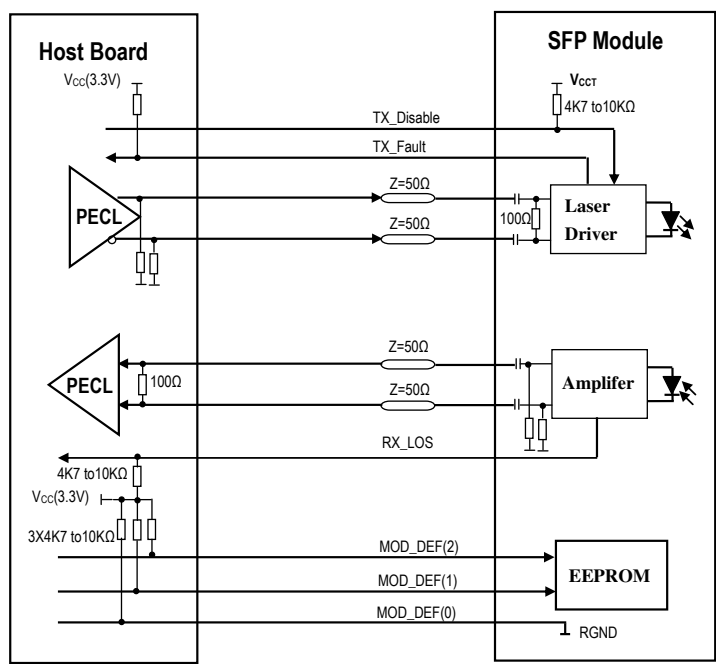 Host Board
SFP Module
Vcc(3.3V)
VCCT
4K7 to10KΩ
TX_Disable
TX_Fault
Z=50Ω
PECL
100Ω
Laser
Driver
Z=50Ω
Z=50Ω
PECL
100Ω
Z=50Ω
Amplifer
RX_LOS
4K7 to10KΩ
Vcc(3.3V)
3X4K7 to10KΩ
MOD_DEF(2)
EEPROM
MOD_DEF(1)
MOD_DEF(0)
RGND